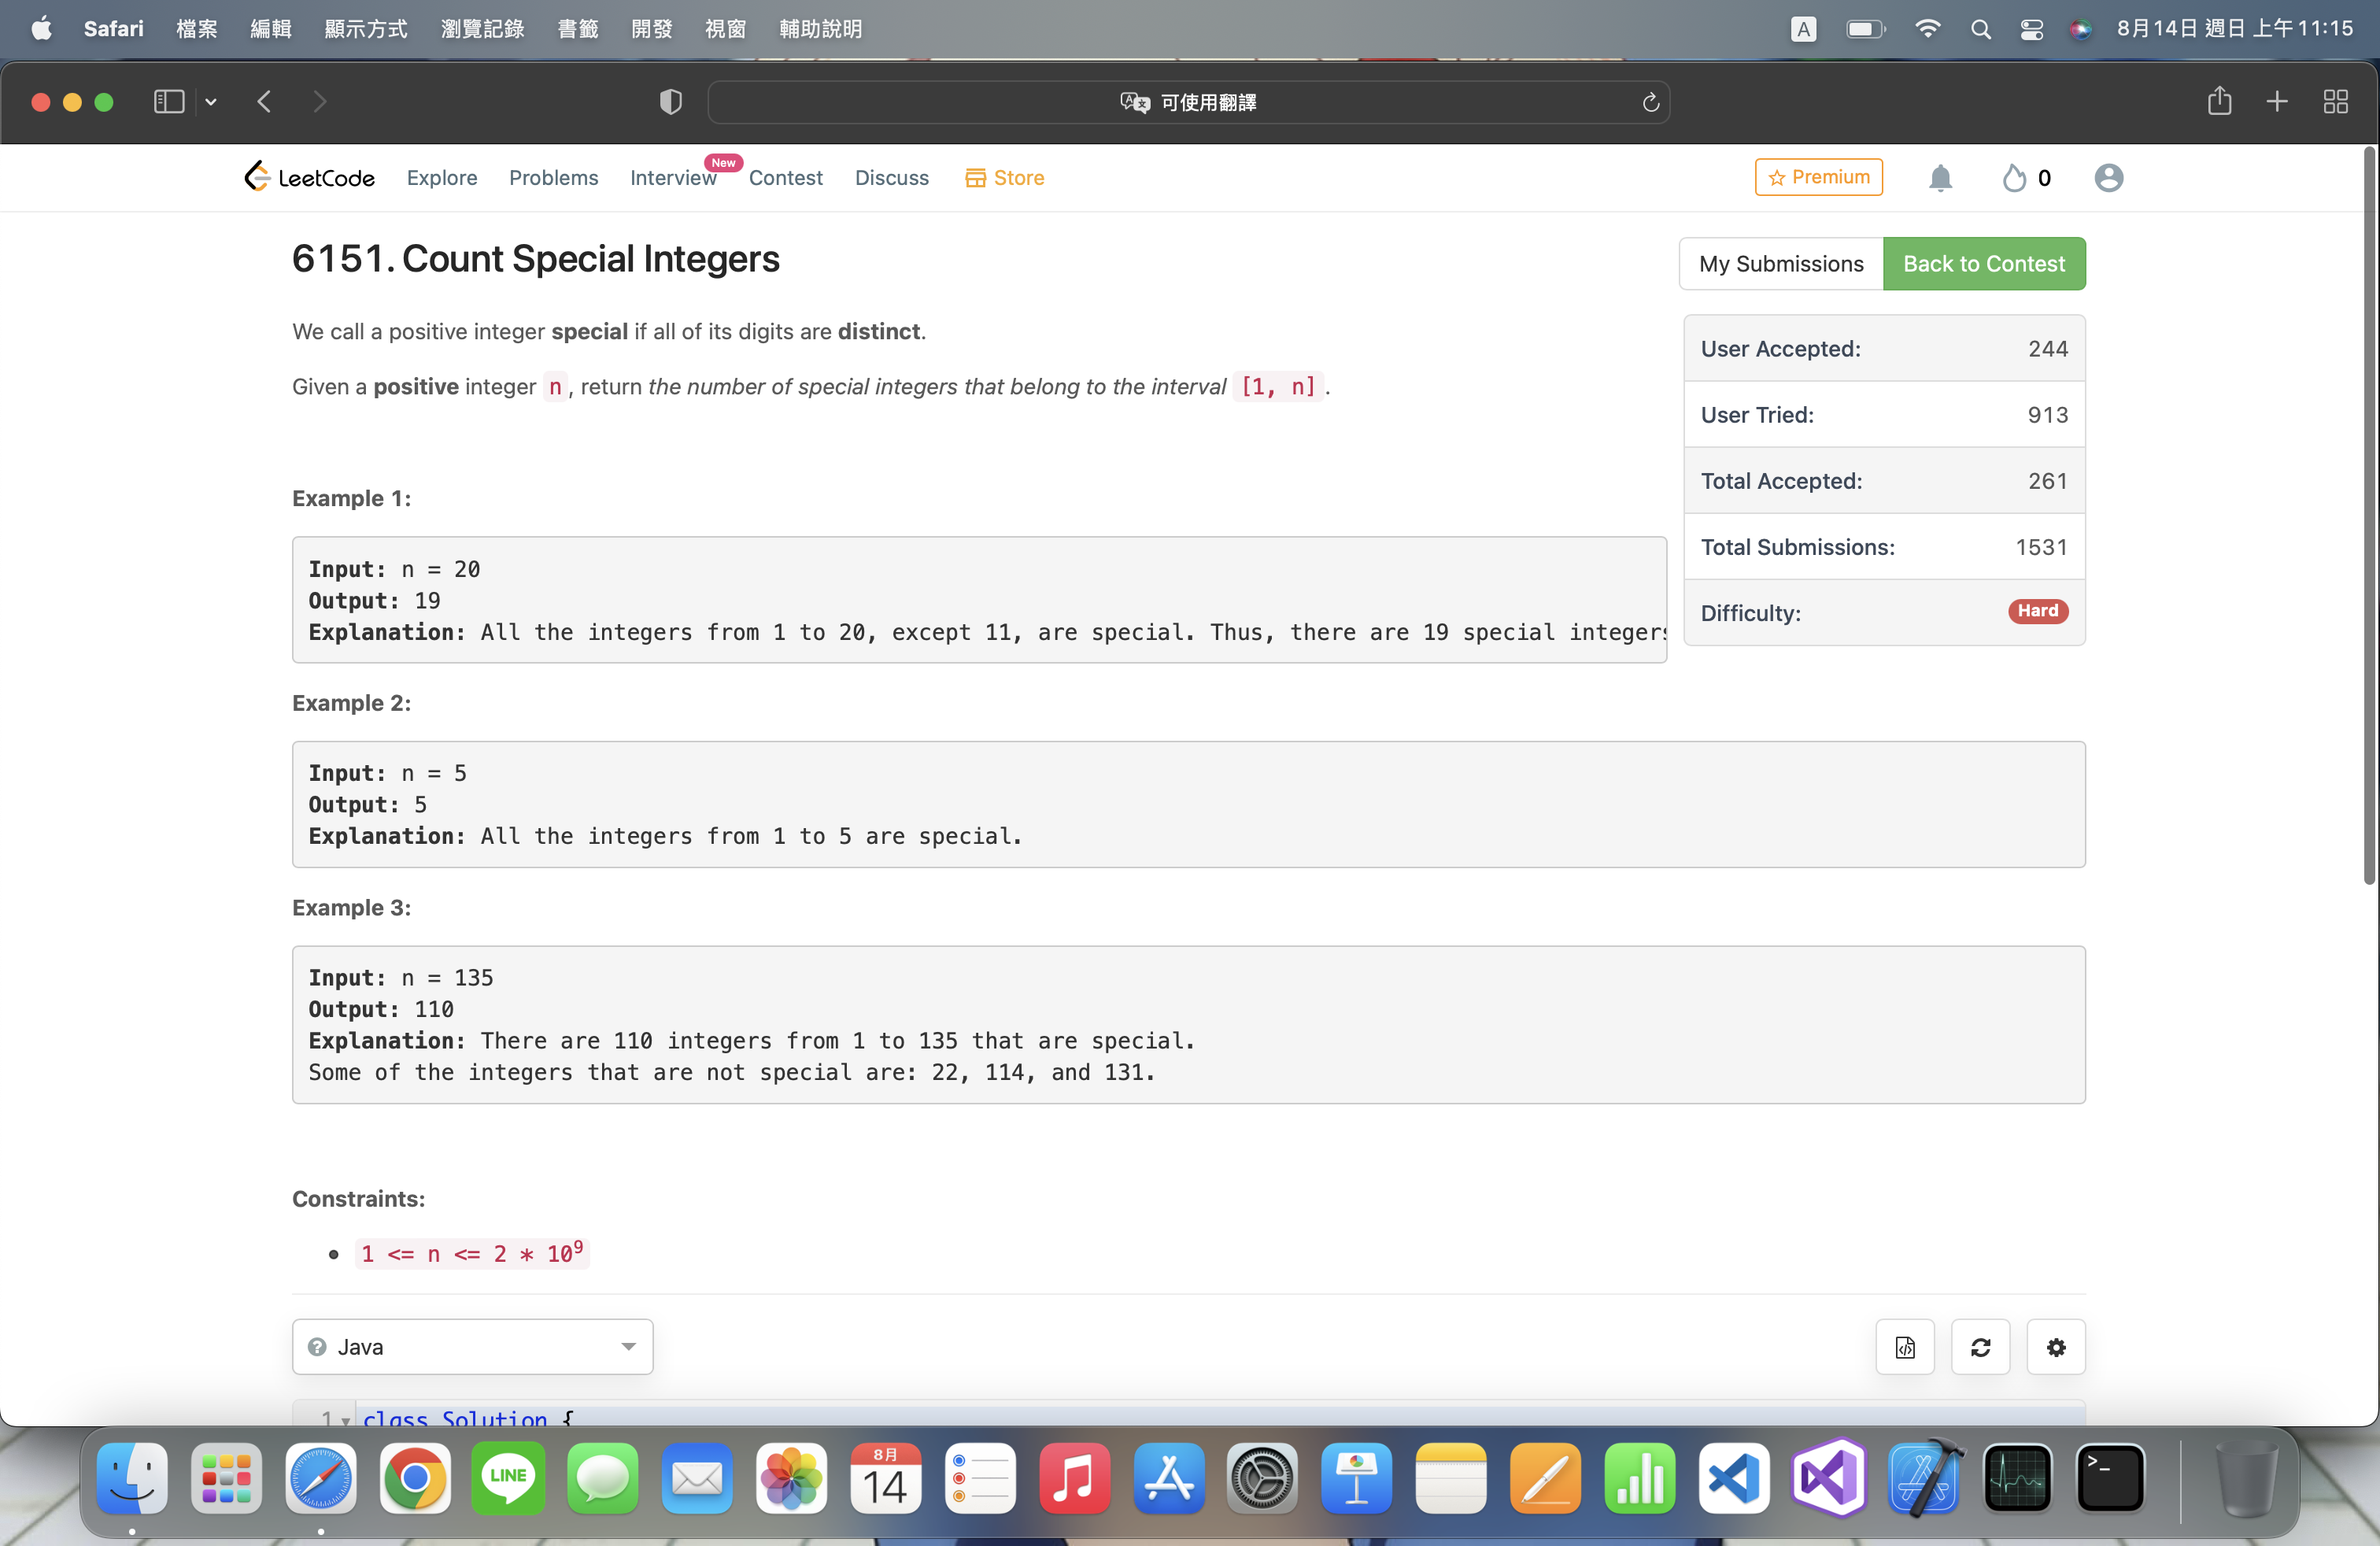 Safari 檔案 編輯 顯示方式 瀏覽記錄 書籤 開發 視窗 輔助說明 A 8月14日 週日 上午11:15
可使用翻譯
LeetCode Explore Problems Interview New Contest Discuss Store Premium 0
6151. Count Special Integers
My Submissions Back to Contest
We call a positive integer special if all of its digits are distinct.
Given a positive integer n, return the number of special integers that belong to the interval [1, n].
User Accepted: 244
User Tried: 913
Total Accepted: 261
Total Submissions: 1531
Difficulty: Hard
Example 1:
Input: n = 20
Output: 19
Explanation: All the integers from 1 to 20, except 11, are special. Thus, there are 19 special integers
Example 2:
Input: n = 5
Output: 5
Explanation: All the integers from 1 to 5 are special.
Example 3:
Input: n = 135
Output: 110
Explanation: There are 110 integers from 1 to 135 that are special.
Some of the integers that are not special are: 22, 114, and 131.
Constraints:
1 <= n <= 2 * 10⁹
Java
1 class Solution {
LINE
8月
14